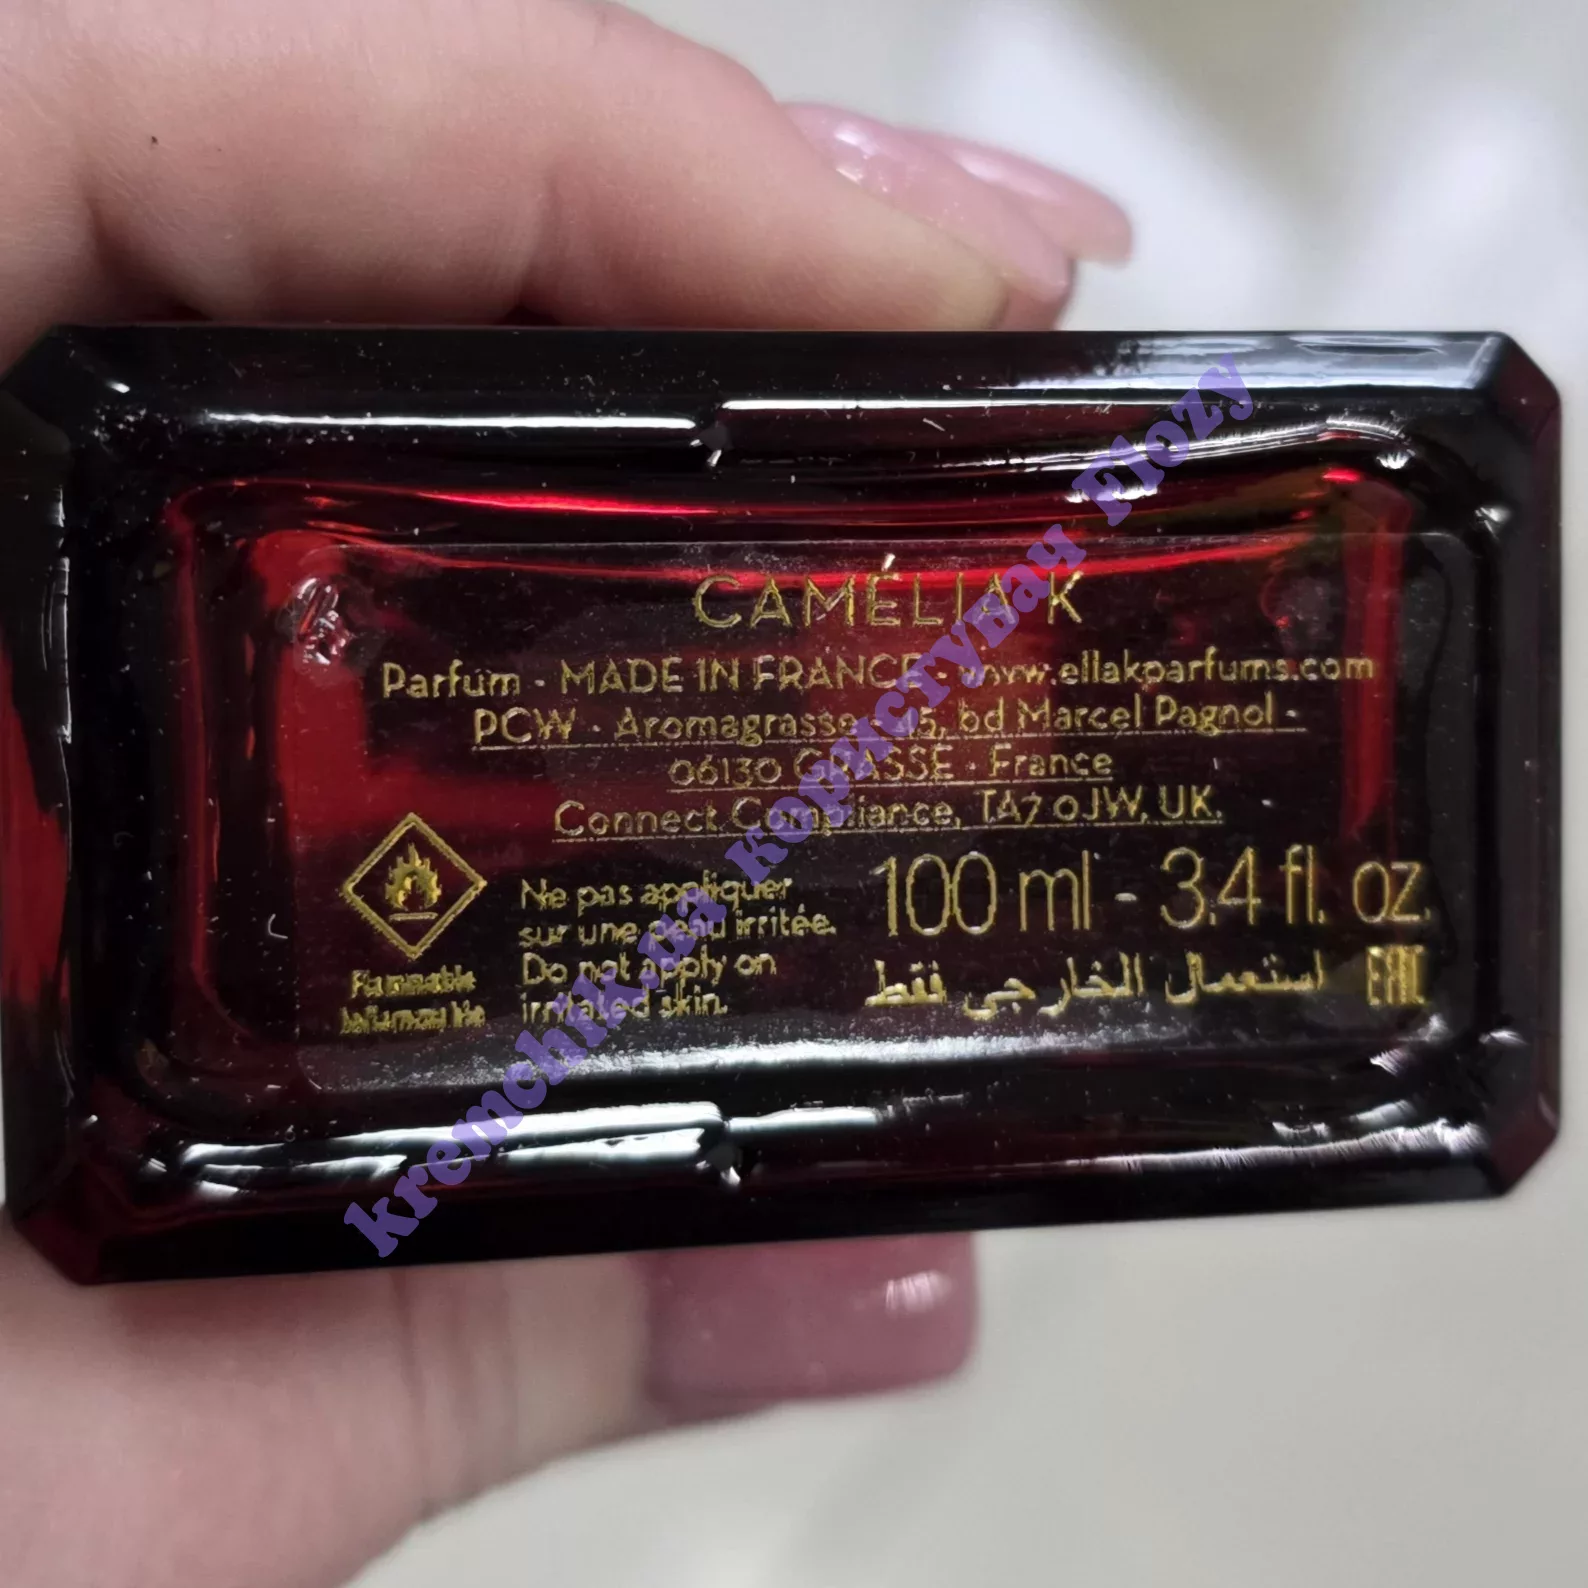 CAMÉLIA K
Parfum - MADE IN FRANCE - www.ellakparfums.com
PCW - Aromagrasse - 45, bd Marcel Pagnol -
06130 GRASSE - France
Connect Compliance, TA7 0JW, UK.
Flammable
Inflammable
Ne pas appliquer
sur une peau irritée.
Do not apply on
irritated skin.
100 ml - 3.4 fl. oz.
استعمال الخارجي فقط EAC
kremchik.ua користувач Flozy